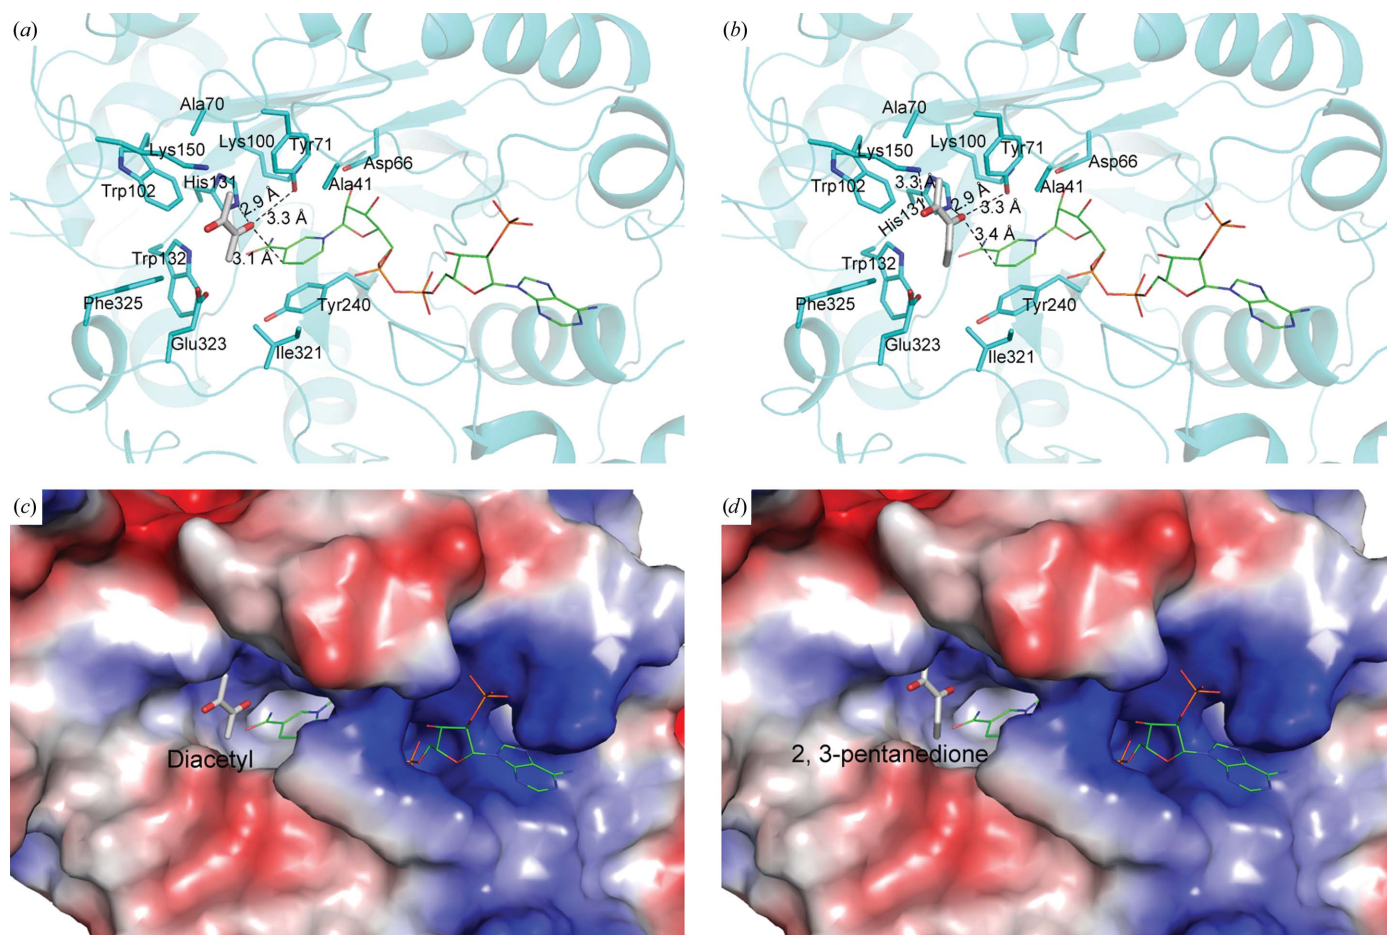 (a)
Ala70
Lys100
Tyr71
Lys150
Asp66
Trp102
His131
Ala41
2.9 Å
3.3 Å
3.1 Å
Trp132
Phe325
Tyr240
Glu323
Ile321
(b)
Ala70
Lys100
Tyr71
Lys150
Asp66
Trp102
3.3 Å
Ala41
2.9 Å
3.3 Å
His131
3.4 Å
Trp132
Phe325
Tyr240
Glu323
Ile321
(c)
Diacetyl
(d)
2, 3-pentanedione